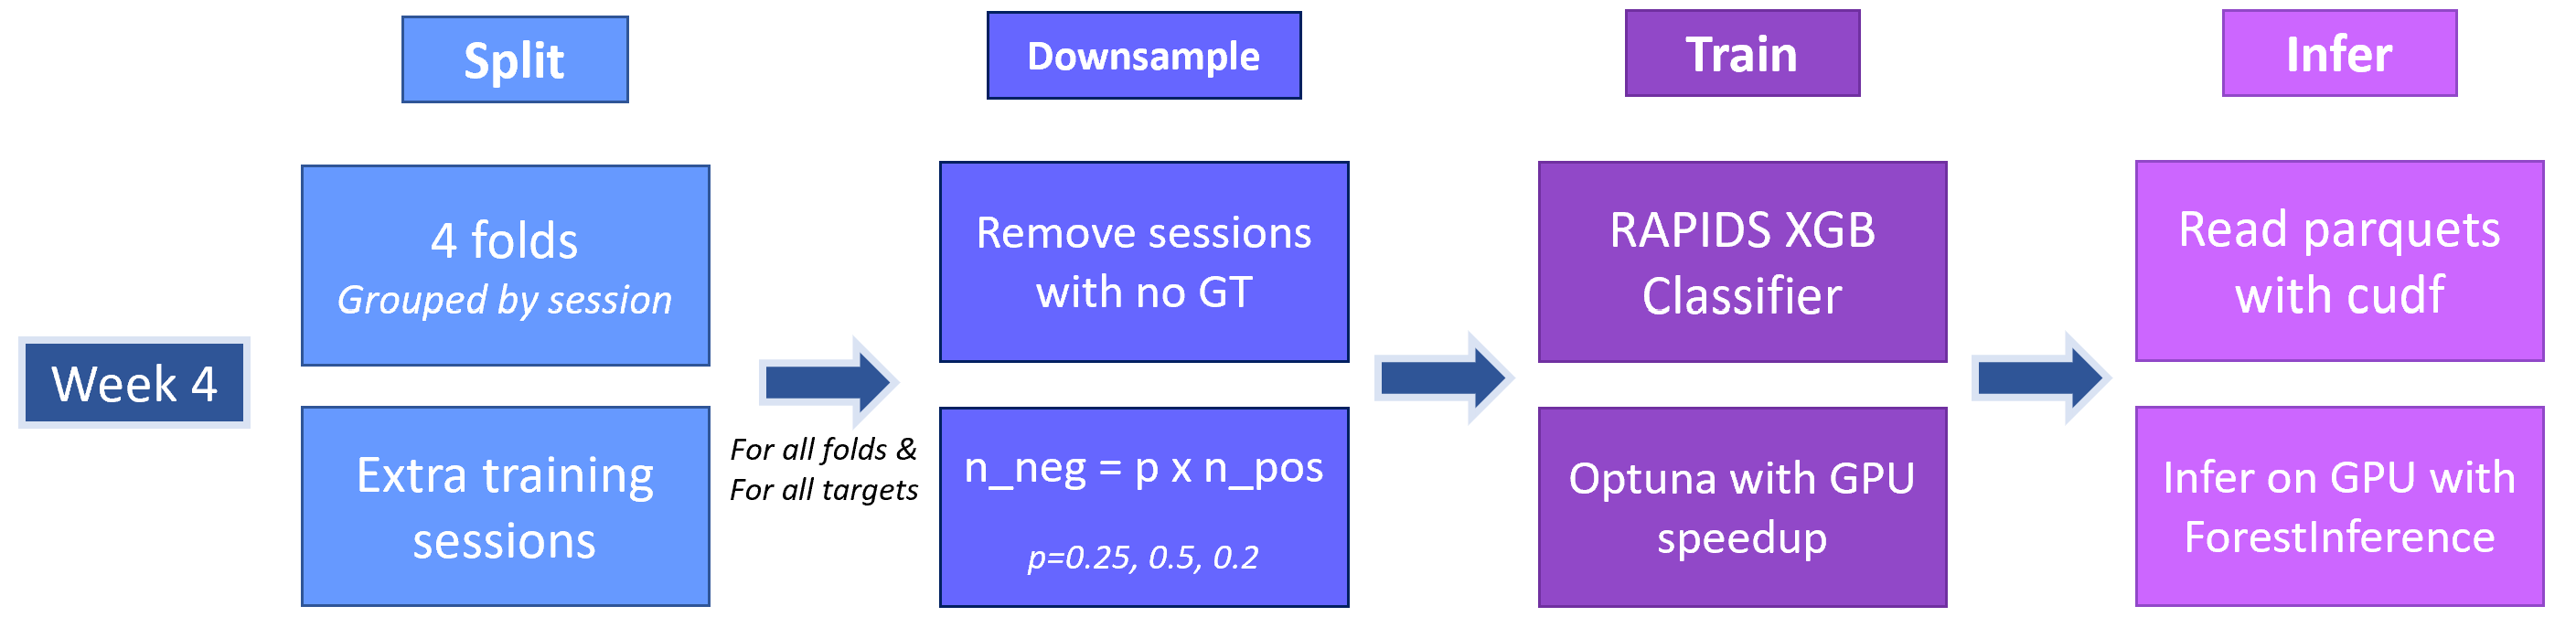 Week 4
Split
4 folds
Grouped by session
Extra training
sessions
For all folds &
For all targets
Downsample
Remove sessions
with no GT
n_neg = p x n_pos
p=0.25, 0.5, 0.2
Train
RAPIDS XGB
Classifier
Optuna with GPU
speedup
Infer
Read parquets
with cudf
Infer on GPU with
ForestInference